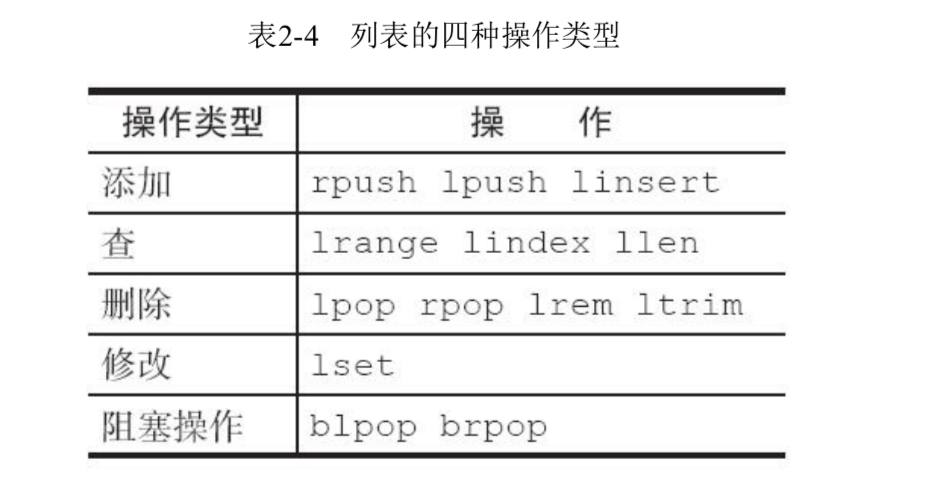 表2-4 列表的四种操作类型
操作类型 操 作
添加 rpush lpush linsert
查 lrange lindex llen
删除 lpop rpop lrem ltrim
修改 lset
阻塞操作 blpop brpop